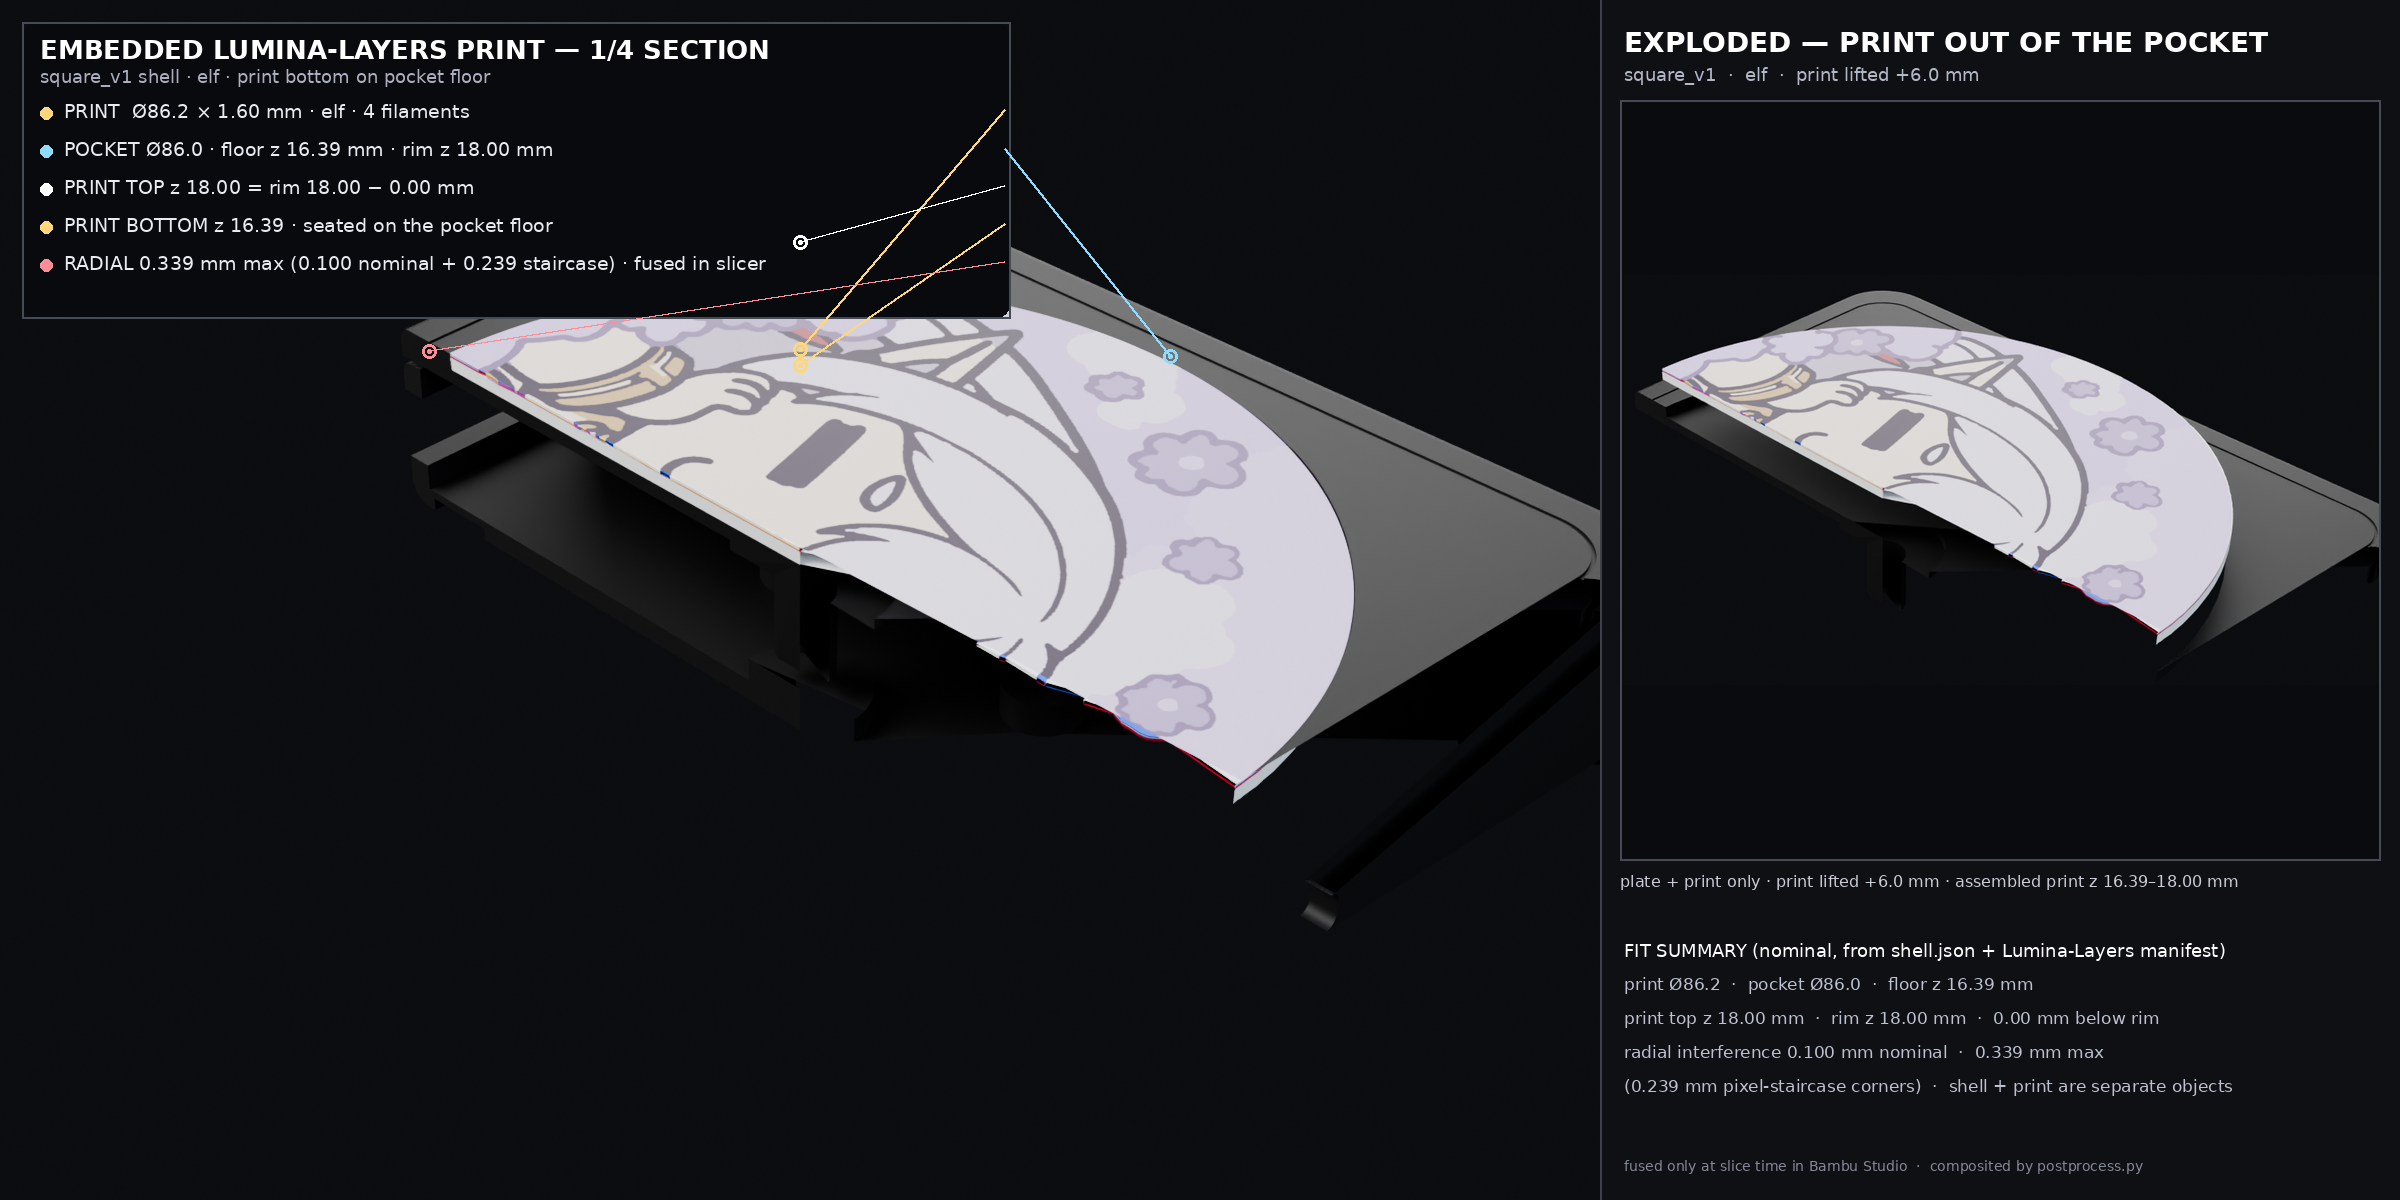 EMBEDDED LUMINA-LAYERS PRINT — 1/4 SECTION
square_v1 shell · elf · print bottom on pocket floor
PRINT  Ø86.2 × 1.60 mm · elf · 4 filaments
POCKET Ø86.0 · floor z 16.39 mm · rim z 18.00 mm
PRINT TOP z 18.00 = rim 18.00 − 0.00 mm
PRINT BOTTOM z 16.39 · seated on the pocket floor
RADIAL 0.339 mm max (0.100 nominal + 0.239 staircase) · fused in slicer
EXPLODED — PRINT OUT OF THE POCKET
square_v1  ·  elf  ·  print lifted +6.0 mm
plate + print only · print lifted +6.0 mm · assembled print z 16.39–18.00 mm
FIT SUMMARY (nominal, from shell.json + Lumina-Layers manifest)
print Ø86.2  ·  pocket Ø86.0  ·  floor z 16.39 mm
print top z 18.00 mm  ·  rim z 18.00 mm  ·  0.00 mm below rim
radial interference 0.100 mm nominal  ·  0.339 mm max
(0.239 mm pixel-staircase corners)  ·  shell + print are separate objects
fused only at slice time in Bambu Studio  ·  composited by postprocess.py